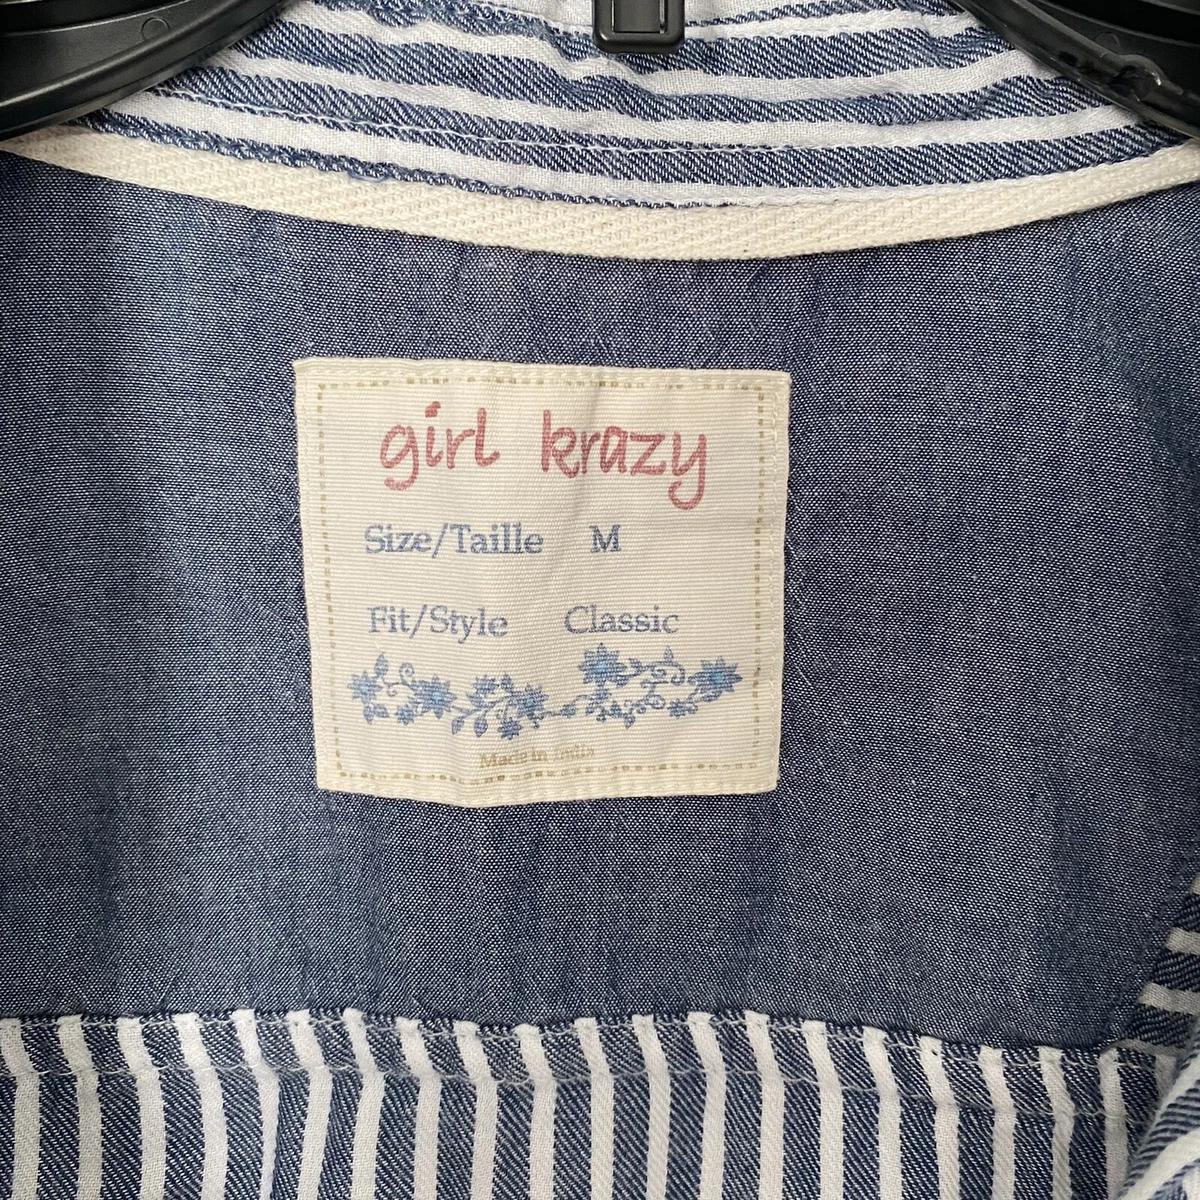 girl krazy
Size/Taille M
Fit/Style Classic
Made in India